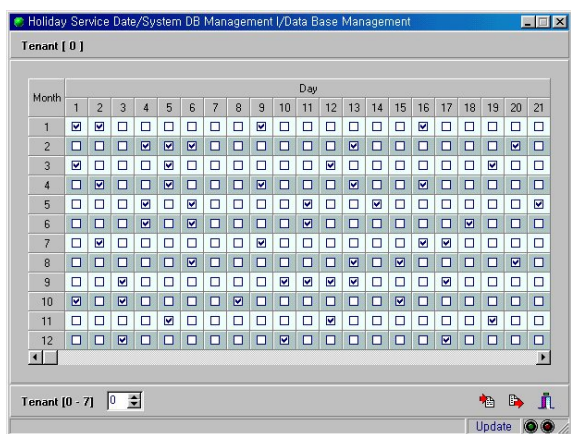 Holiday Service Date/System DB Management I/Data Base Management
Tenant [ 0 ]
Month Day
1 2 3 4 5 6 7 8 9 10 11 12 13 14 15 16 17 18 19 20 21
1
2
3
4
5
6
7
8
9
10
11
12
Tenant [0 - 7] 0
Update